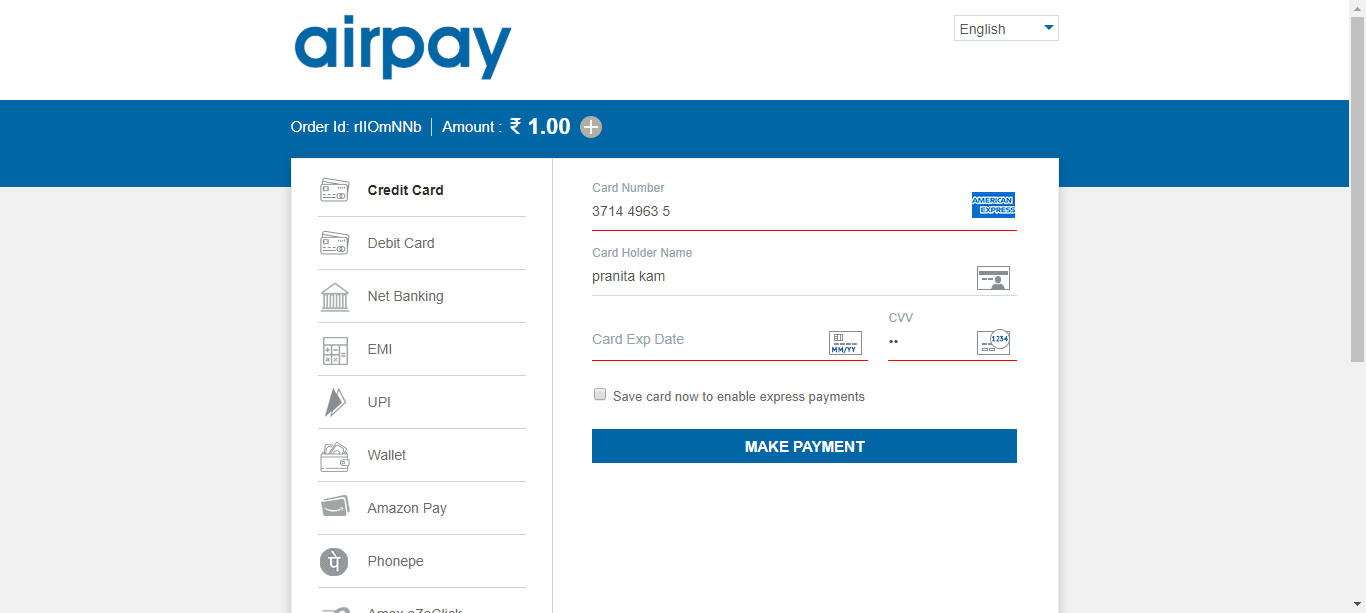 airpay
English
Order Id: rIIOmNNb | Amount : ₹ 1.00
Credit Card
Debit Card
Net Banking
EMI
UPI
Wallet
Amazon Pay
Phonepe
Amex eZeClick
Card Number
3714 4963 5
AMERICAN
EXPRESS
Card Holder Name
pranita kam
Card Exp Date
MM/YY
CVV
••
1234
Save card now to enable express payments
MAKE PAYMENT